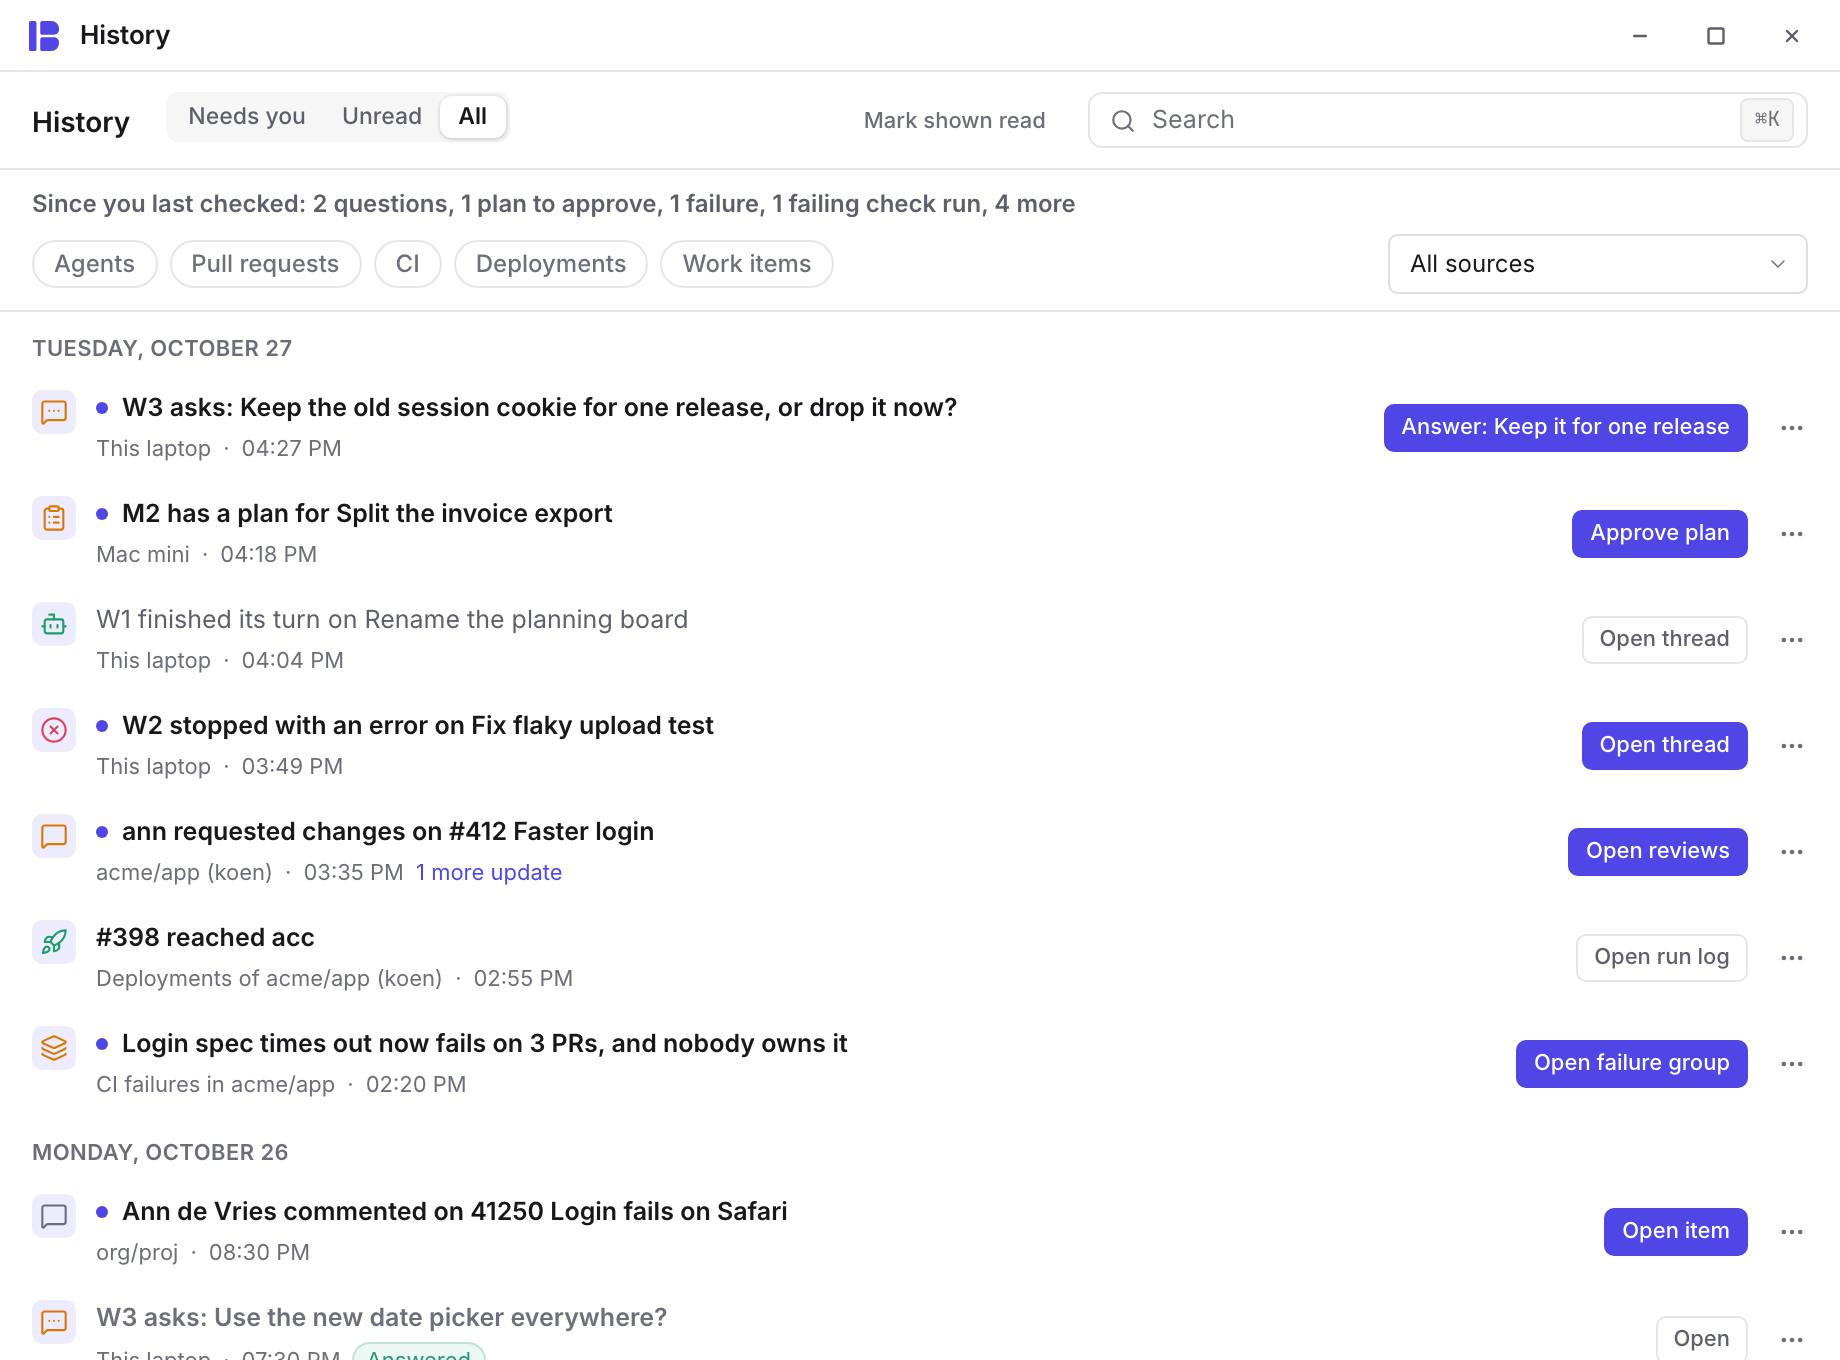 History
History
Needs you
Unread
All
Mark shown read
Search
⌘K
Since you last checked: 2 questions, 1 plan to approve, 1 failure, 1 failing check run, 4 more
Agents
Pull requests
CI
Deployments
Work items
All sources
TUESDAY, OCTOBER 27
W3 asks: Keep the old session cookie for one release, or drop it now?
This laptop · 04:27 PM
Answer: Keep it for one release
M2 has a plan for Split the invoice export
Mac mini · 04:18 PM
Approve plan
W1 finished its turn on Rename the planning board
This laptop · 04:04 PM
Open thread
W2 stopped with an error on Fix flaky upload test
This laptop · 03:49 PM
Open thread
ann requested changes on #412 Faster login
acme/app (koen) · 03:35 PM 1 more update
Open reviews
#398 reached acc
Deployments of acme/app (koen) · 02:55 PM
Open run log
Login spec times out now fails on 3 PRs, and nobody owns it
CI failures in acme/app · 02:20 PM
Open failure group
MONDAY, OCTOBER 26
Ann de Vries commented on 41250 Login fails on Safari
org/proj · 08:30 PM
Open item
W3 asks: Use the new date picker everywhere?
This laptop · 07:30 PM Answered
Open